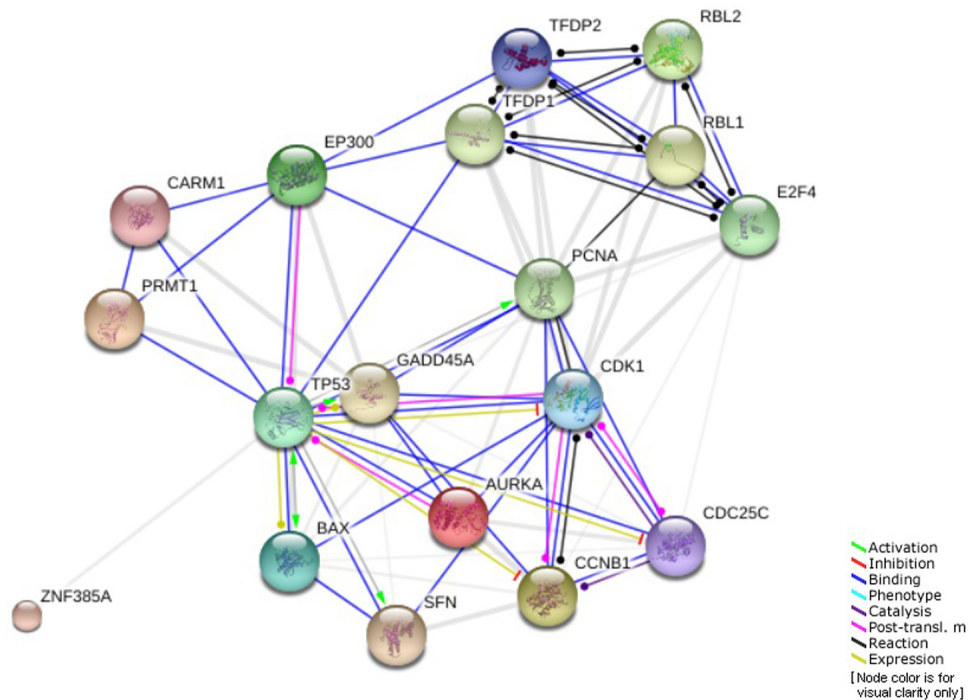 TFDP2
RBL2
TFDP1
RBL1
EP300
CARM1
E2F4
PCNA
PRMT1
GADD45A
CDK1
TP53
AURKA
BAX
CDC25C
CCNB1
ZNF385A
SFN
Activation
Inhibition
Binding
Phenotype
Catalysis
Post-transl. m
Reaction
Expression
[Node color is for
visual clarity only]